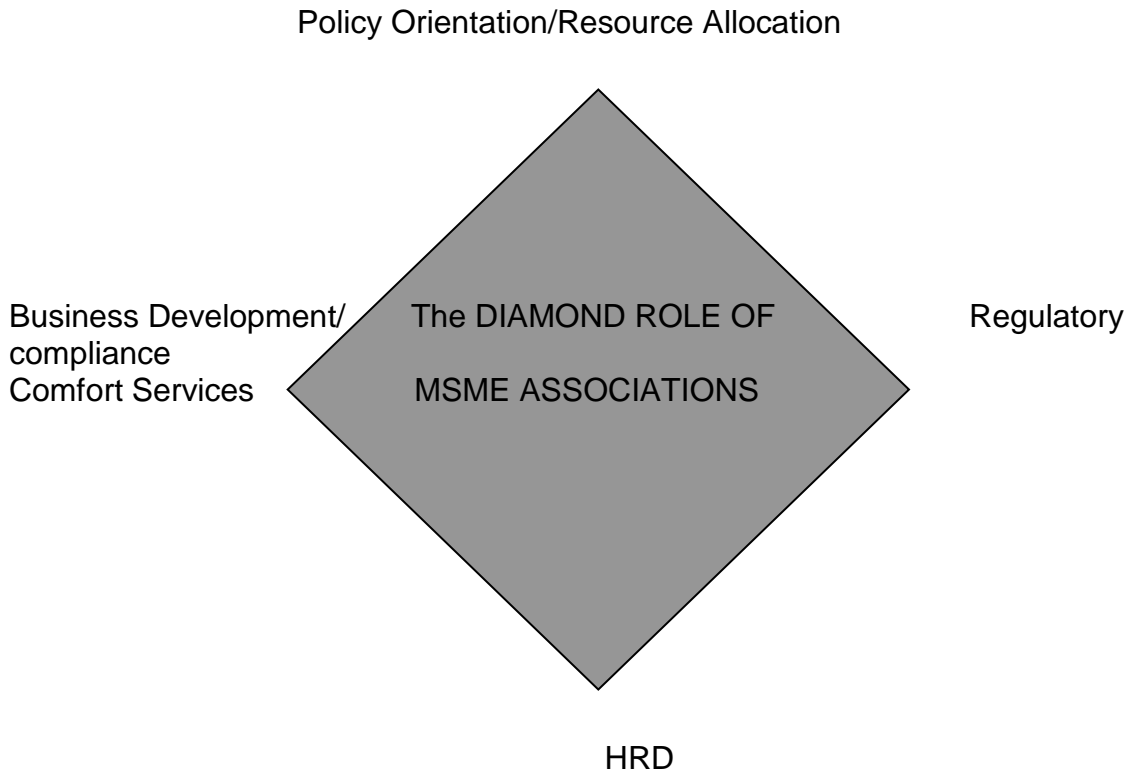 Policy Orientation/Resource Allocation
Business Development/ The DIAMOND ROLE OF Regulatory
compliance
Comfort Services MSME ASSOCIATIONS
HRD